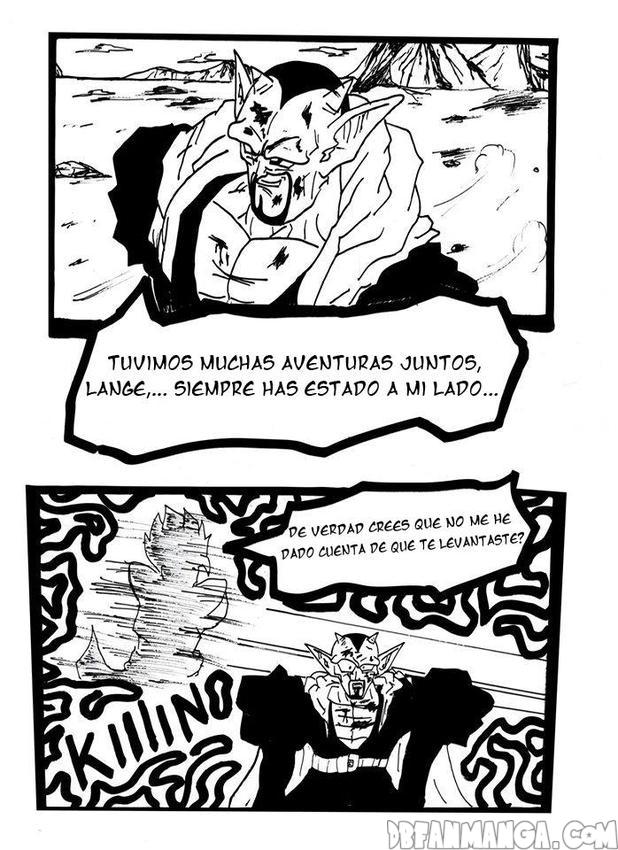 TUVIMOS MUCHAS AVENTURAS JUNTOS,
LANGE,... SIEMPRE HAS ESTADO A MI LADO...
DE VERDAD CREES QUE NO ME HE
DADO CUENTA DE QUE TE LEVANTASTE?
KIIIINO
DBFANMANGA.COM